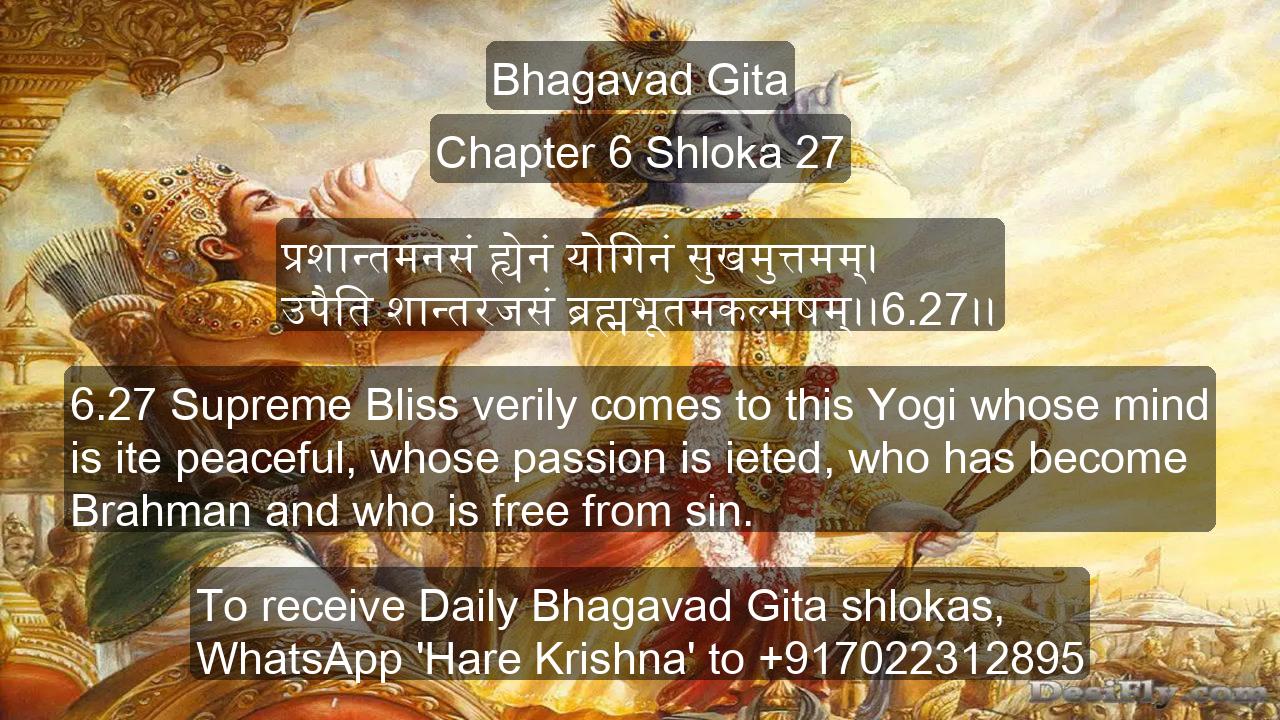 Bhagavad Gita
Chapter 6 Shloka 27
प्रशान्तमनसं ह्येनं योगिनं सुखमुत्तमम्।
उपैति शान्तरजसं ब्रह्मभूतमकल्मषम्।।6.27।।
6.27 Supreme Bliss verily comes to this Yogi whose mind
is ite peaceful, whose passion is ieted, who has become
Brahman and who is free from sin.
To receive Daily Bhagavad Gita shlokas,
WhatsApp 'Hare Krishna' to +917022312895
DesiFly.com